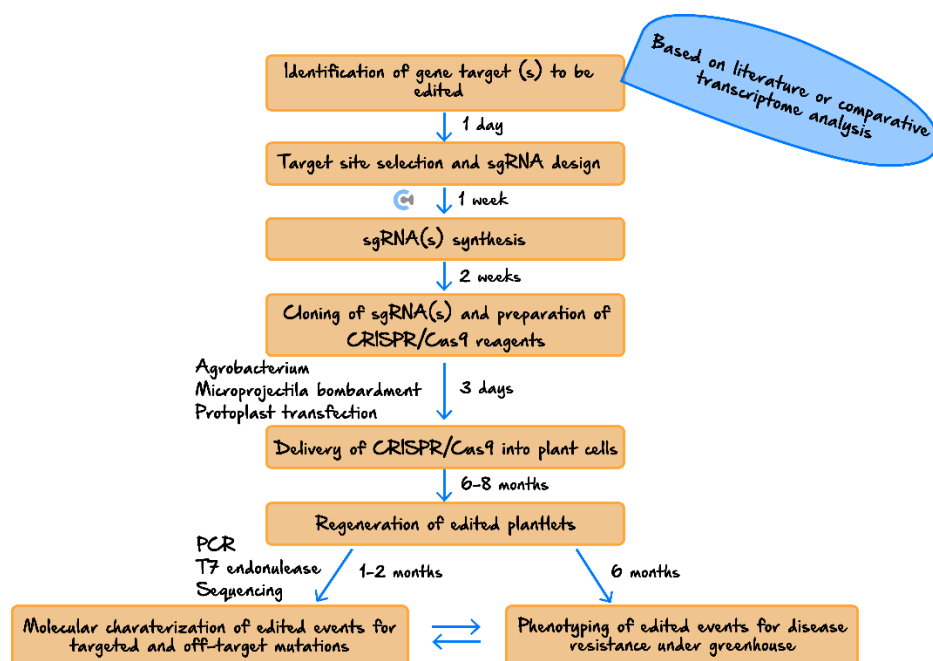 Identification of gene target (s) to be
edited
Based on literature or comparative
transcriptome analysis
1 day
Target site selection and sgRNA design
1 week
sgRNA(s) synthesis
2 weeks
Cloning of sgRNA(s) and preparation of
CRISPR/Cas9 reagents
Agrobacterium
Microprojectila bombardment
Protoplast transfection
3 days
Delivery of CRISPR/Cas9 into plant cells
6-8 months
Regeneration of edited plantlets
PCR
T7 endonulease
Sequencing
1-2 months
6 months
Molecular charaterization of edited events for
targeted and off-target mutations
Phenotyping of edited events for disease
resistance under greenhouse